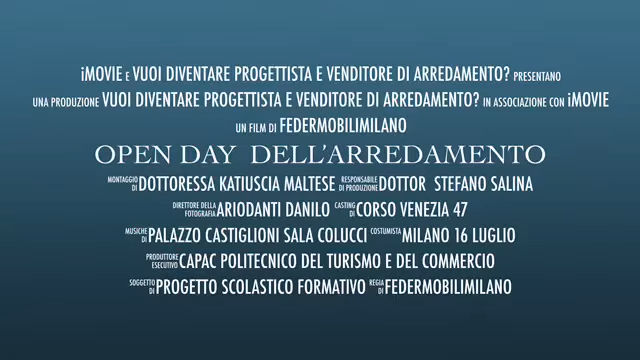 iMOVIE E VUOI DIVENTARE PROGETTISTA E VENDITORE DI ARREDAMENTO? PRESENTANO
UNA PRODUZIONE VUOI DIVENTARE PROGETTISTA E VENDITORE DI ARREDAMENTO? IN ASSOCIAZIONE CON iMOVIE
UN FILM DI FEDERMOBILIMILANO
OPEN DAY DELL'ARREDAMENTO
MONTAGGIO DI DOTTORESSA KATIUSCIA MALTESE RESPONSABILE DI PRODUZIONE DOTTOR STEFANO SALINA
DIRETTORE DELLA FOTOGRAFIA ARIODANTI DANILO CASTING DI CORSO VENEZIA 47
MUSICHE DI PALAZZO CASTIGLIONI SALA COLUCCI COSTUMISTA MILANO 16 LUGLIO
PRODUTTORE ESECUTIVO CAPAC POLITECNICO DEL TURISMO E DEL COMMERCIO
SOGGETTO DI PROGETTO SCOLASTICO FORMATIVO REGIA DI FEDERMOBILIMILANO